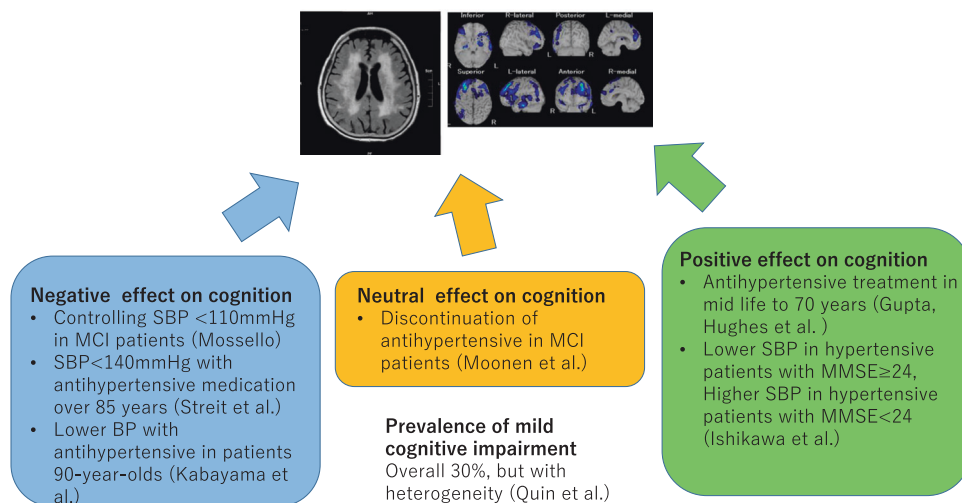 Inferior R-lateral Posterior L-medial
R L L R
Superior L-lateral Anterior R-medial
R L
Negative effect on cognition
• Controlling SBP <110mmHg
in MCI patients (Mossello)
• SBP<140mmHg with
antihypertensive medication
over 85 years (Streit et al.)
• Lower BP with
antihypertensive in patients
90-year-olds (Kabayama et
al.)
Neutral effect on cognition
• Discontinuation of
antihypertensive in MCI
patients (Moonen et al.)
Prevalence of mild
cognitive impairment
Overall 30%, but with
heterogeneity (Quin et al.)
Positive effect on cognition
• Antihypertensive treatment in
mid life to 70 years (Gupta,
Hughes et al. )
• Lower SBP in hypertensive
patients with MMSE≥24,
Higher SBP in hypertensive
patients with MMSE<24
(Ishikawa et al.)